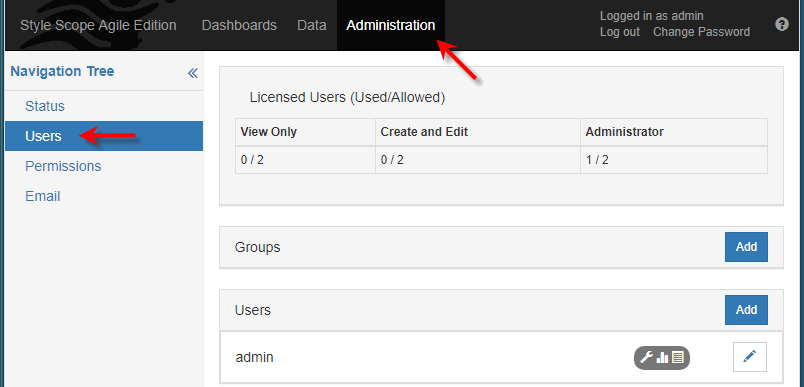 Style Scope Agile Edition Dashboards Data Administration
Logged in as admin
Log out Change Password
?
Navigation Tree «
Status
Users
Permissions
Email
Licensed Users (Used/Allowed)
View Only Create and Edit Administrator
0 / 2 0 / 2 1 / 2
Groups Add
Users Add
admin